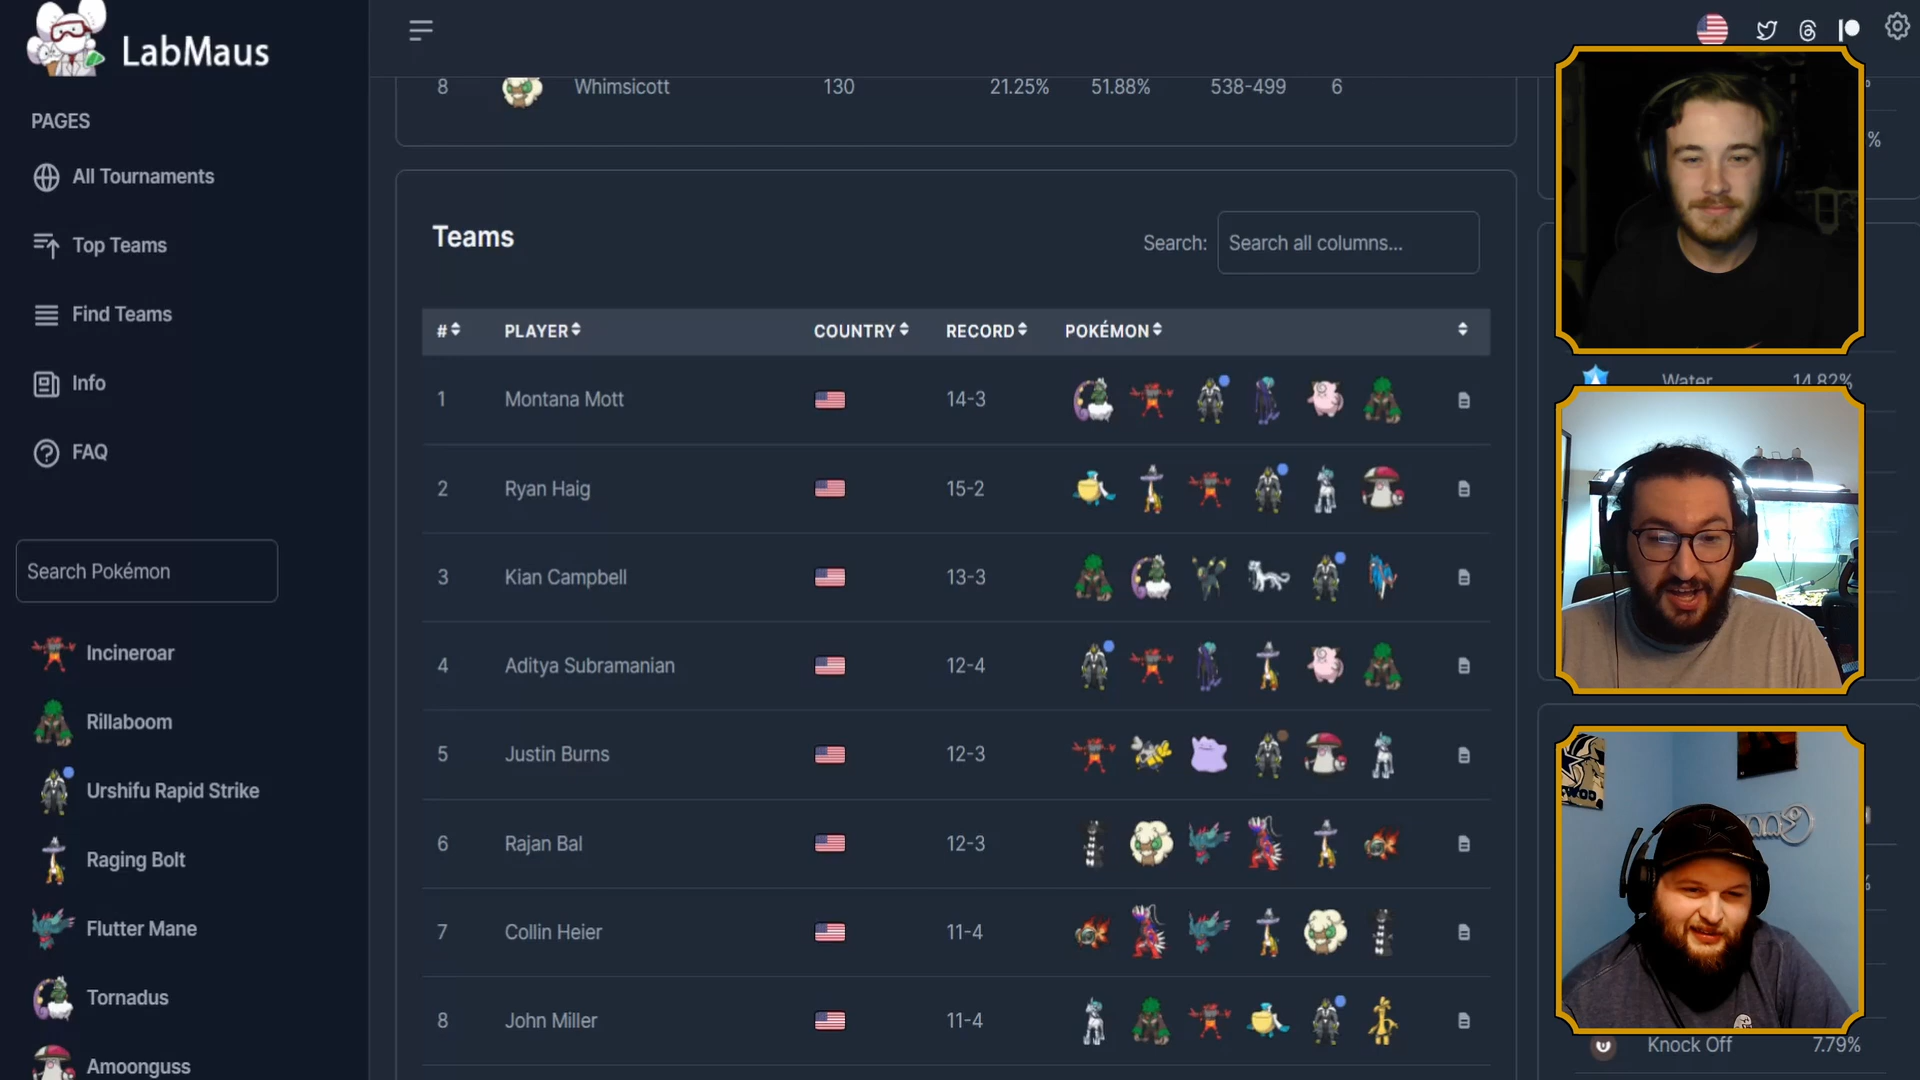 LabMaus
PAGES
All Tournaments
Top Teams
Find Teams
Info
FAQ
Search Pokémon
Incineroar
Rillaboom
Urshifu Rapid Strike
Raging Bolt
Flutter Mane
Tornadus
Amoonguss
8 Whimsicott 130 21.25% 51.88% 538-499 6
Teams
Search: Search all columns...
# PLAYER COUNTRY RECORD POKÉMON
1 Montana Mott 14-3
2 Ryan Haig 15-2
3 Kian Campbell 13-3
4 Aditya Subramanian 12-4
5 Justin Burns 12-3
6 Rajan Bal 12-3
7 Collin Heier 11-4
8 John Miller 11-4
%
Water 14.82%
%
Knock Off 7.79%